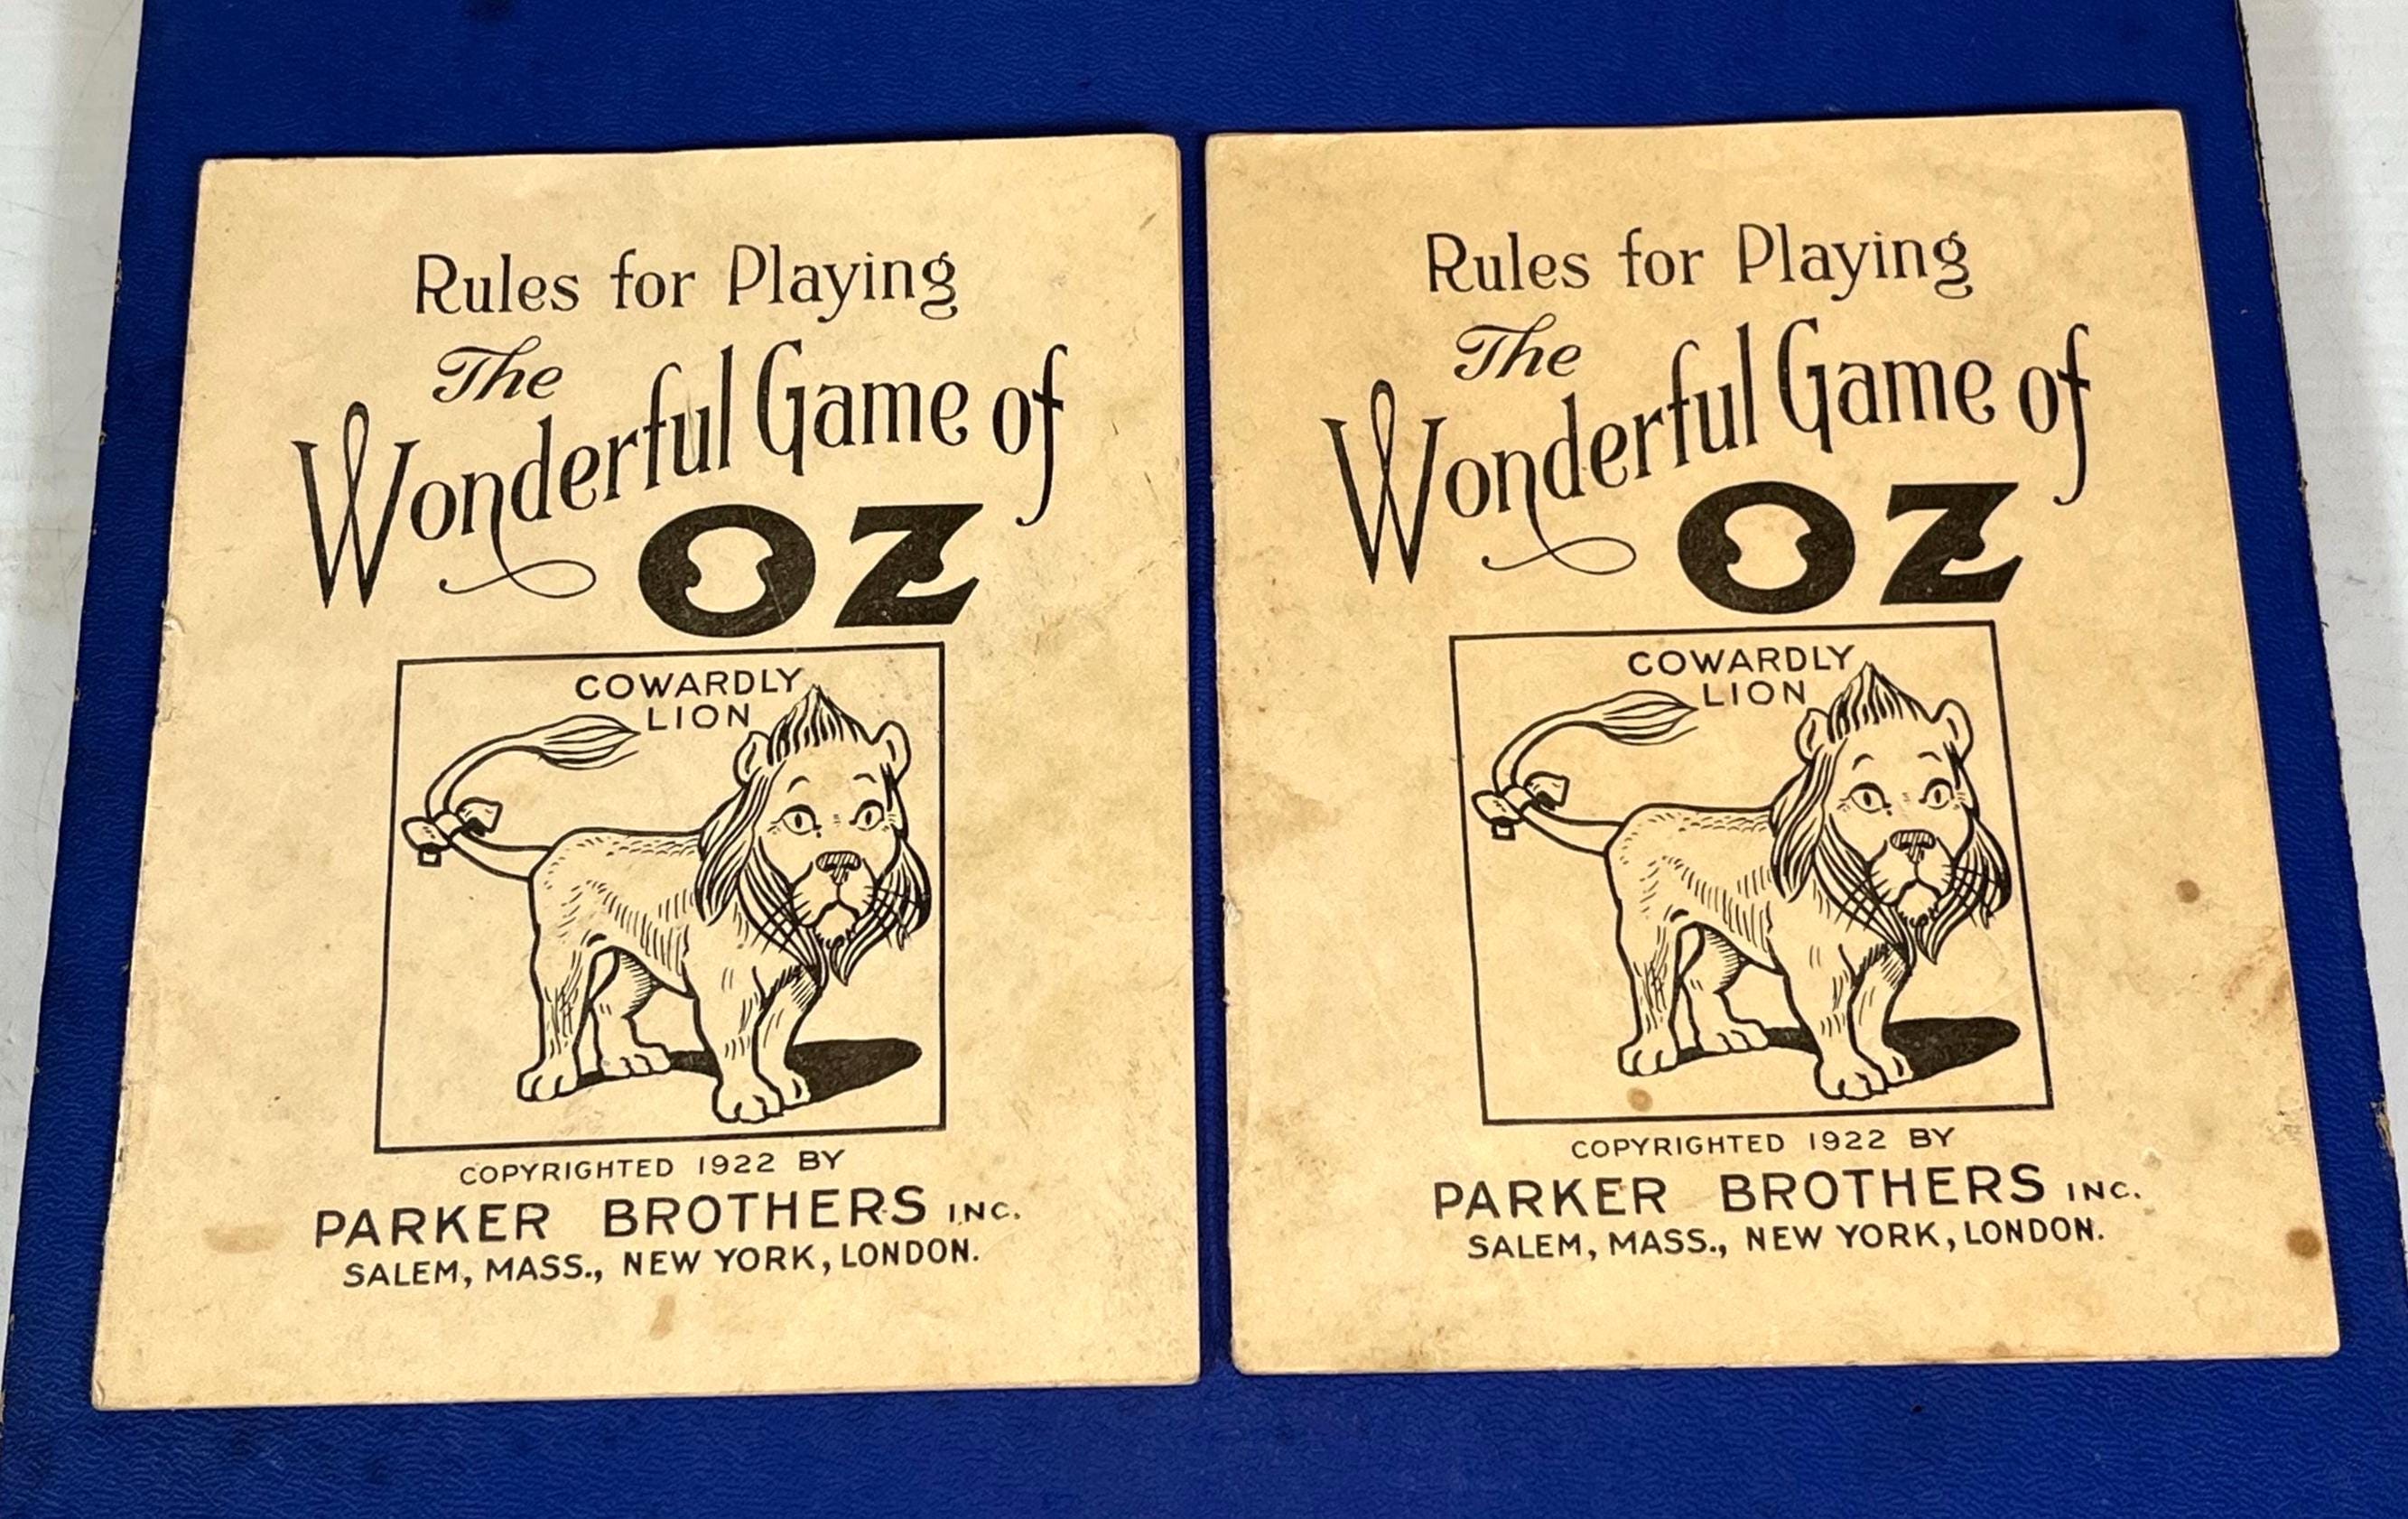 Rules for Playing
The
Wonderful Game of
OZ
COWARDLY
LION
COPYRIGHTED 1922 BY
PARKER BROTHERS INC.
SALEM, MASS., NEW YORK, LONDON.
Rules for Playing
The
Wonderful Game of
OZ
COWARDLY
LION
COPYRIGHTED 1922 BY
PARKER BROTHERS INC.
SALEM, MASS., NEW YORK, LONDON.